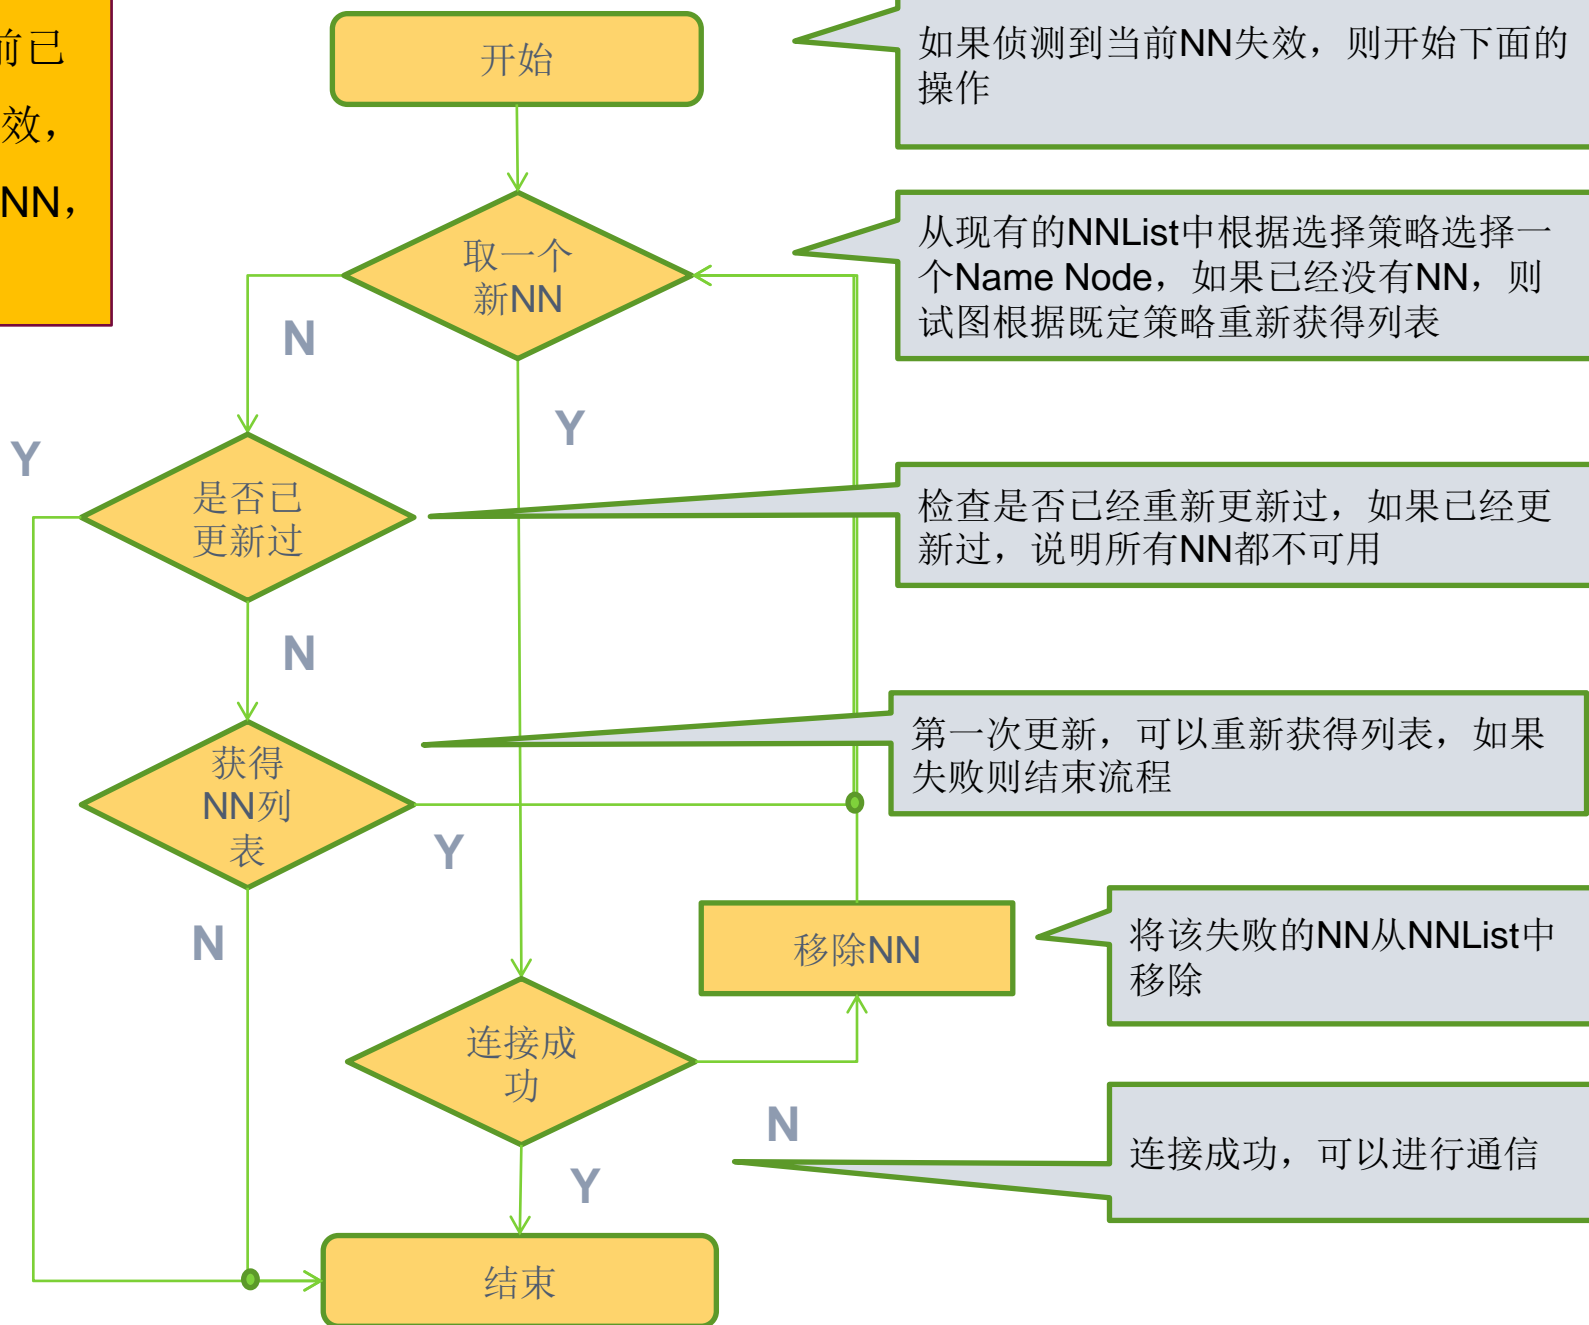 前已
效，
NN，
开始
如果侦测到当前NN失效，则开始下面的
操作
取一个
新NN
从现有的NNList中根据选择策略选择一
个Name Node，如果已经没有NN，则
试图根据既定策略重新获得列表
N
Y
Y
是否已
更新过
检查是否已经重新更新过，如果已经更
新过，说明所有NN都不可用
N
获得
NN列
表
第一次更新，可以重新获得列表，如果
失败则结束流程
Y
N
移除NN
将该失败的NN从NNList中
移除
连接成
功
N
连接成功，可以进行通信
Y
结束